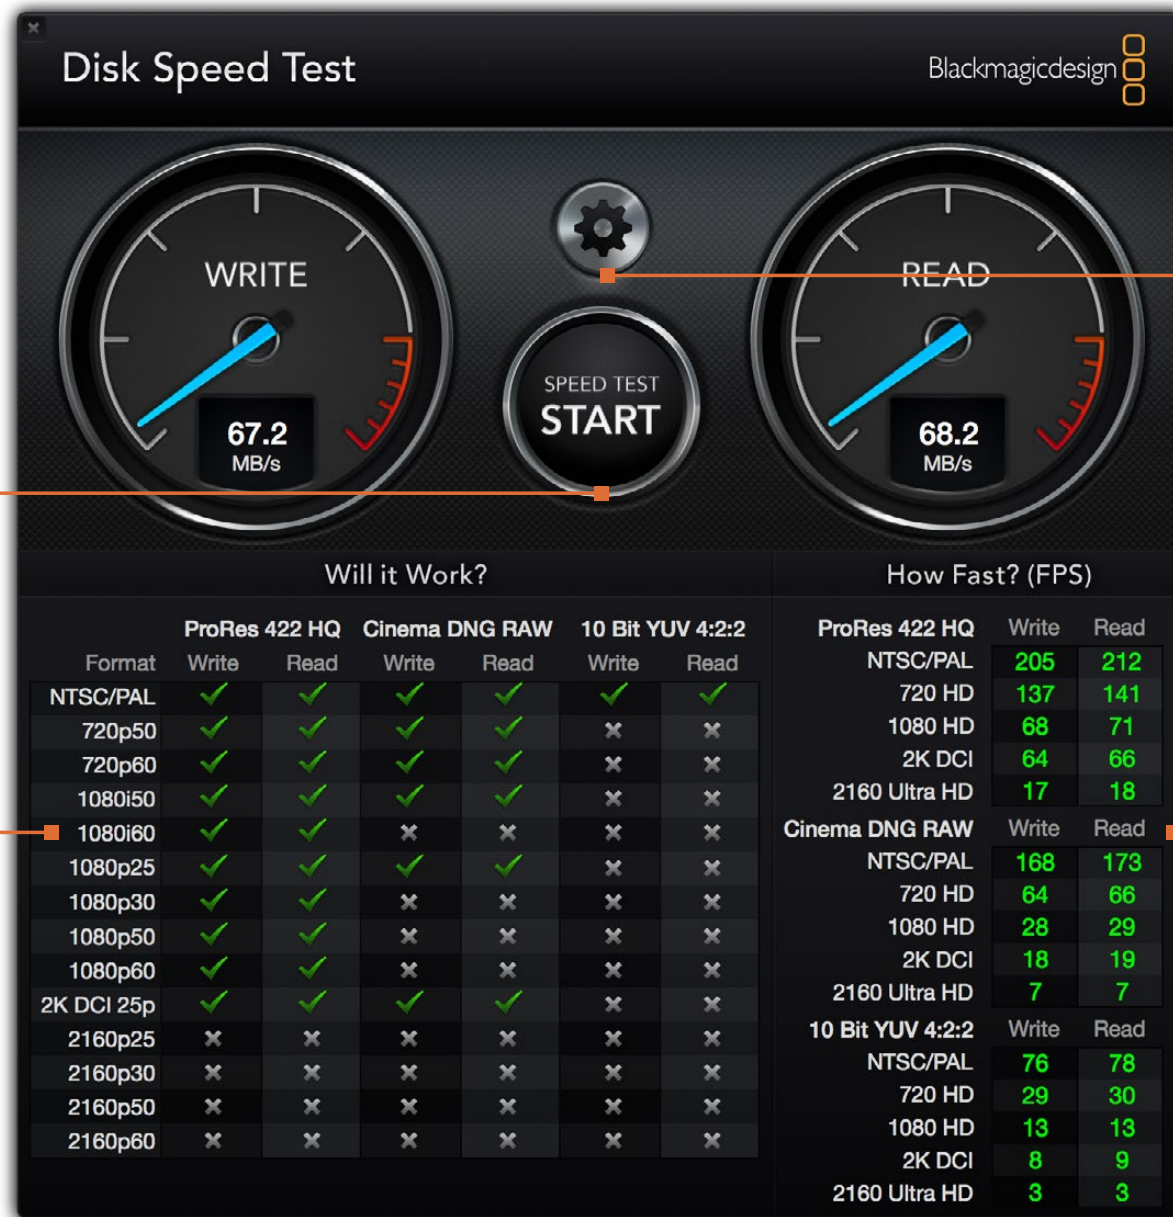 Disk Speed Test
Blackmagicdesign
WRITE
67.2
MB/s
SPEED TEST
START
READ
68.2
MB/s
Will it Work?
ProRes 422 HQ Cinema DNG RAW 10 Bit YUV 4:2:2
Format Write Read Write Read Write Read
NTSC/PAL
720p50
720p60
1080i50
1080i60
1080p25
1080p30
1080p50
1080p60
2K DCI 25p
2160p25
2160p30
2160p50
2160p60
How Fast? (FPS)
ProRes 422 HQ Write Read
NTSC/PAL 205 212
720 HD 137 141
1080 HD 68 71
2K DCI 64 66
2160 Ultra HD 17 18
Cinema DNG RAW Write Read
NTSC/PAL 168 173
720 HD 64 66
1080 HD 28 29
2K DCI 18 19
2160 Ultra HD 7 7
10 Bit YUV 4:2:2 Write Read
NTSC/PAL 76 78
720 HD 29 30
1080 HD 13 13
2K DCI 8 9
2160 Ultra HD 3 3